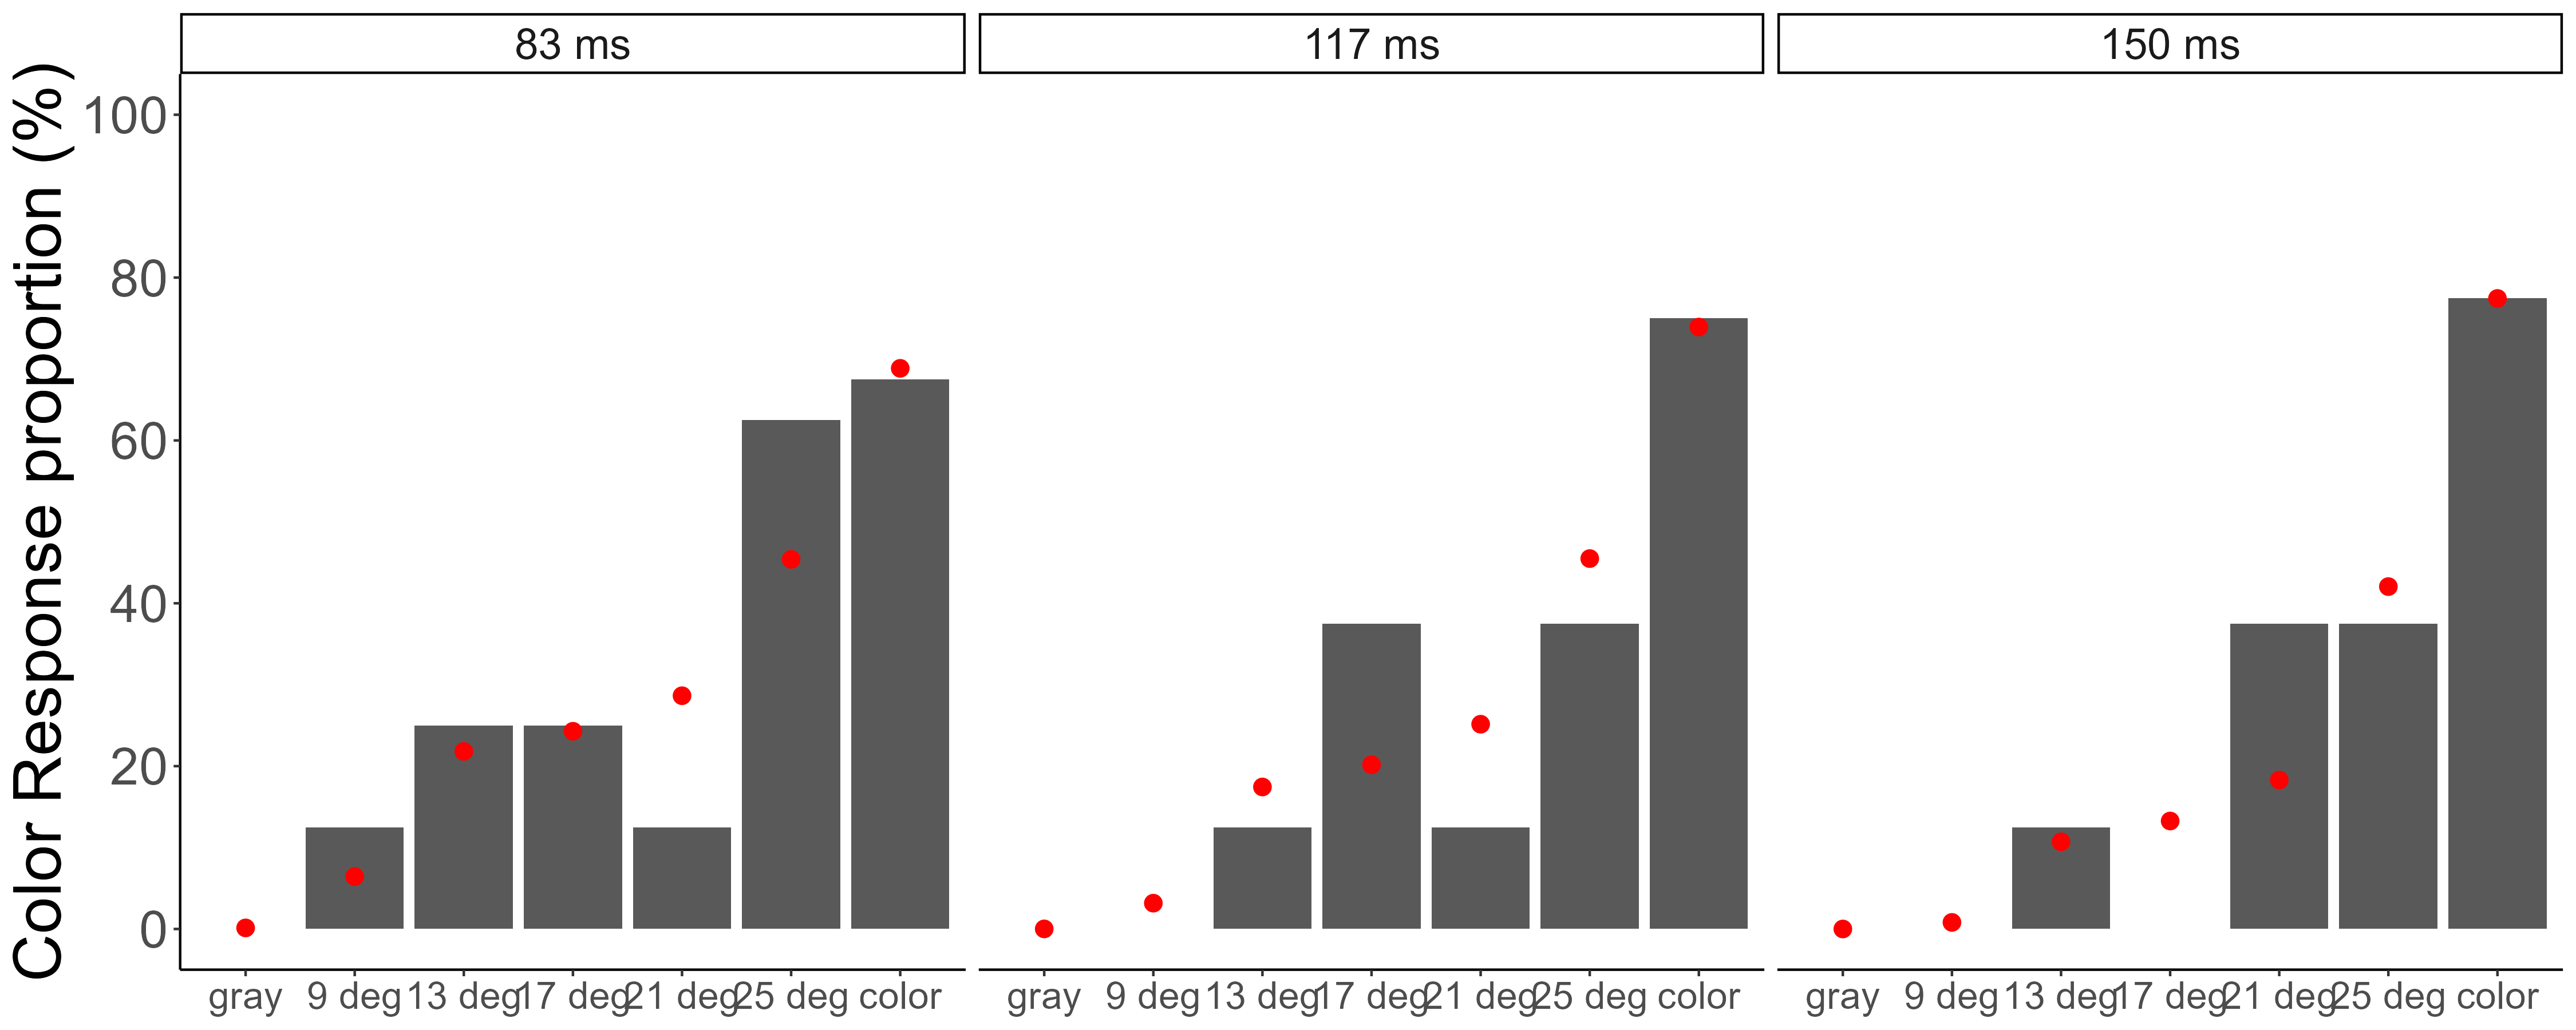 83 ms
117 ms
150 ms
Color Response proportion (%)
100
80
60
40
20
0
gray 9 deg 13 deg 17 deg 21 deg 25 deg color
gray 9 deg 13 deg 17 deg 21 deg 25 deg color
gray 9 deg 13 deg 17 deg 21 deg 25 deg color